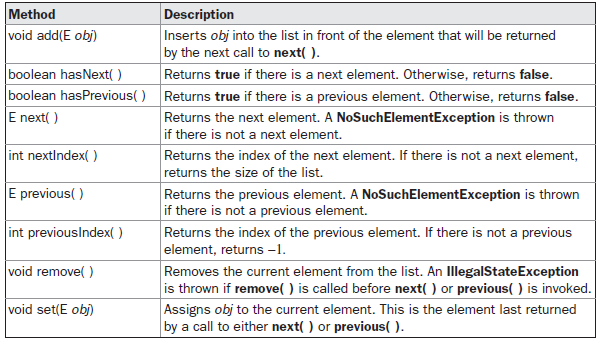 Method Description
void add(E obj) Inserts obj into the list in front of the element that will be returned
by the next call to next( ).
boolean hasNext( ) Returns true if there is a next element. Otherwise, returns false.
boolean hasPrevious( ) Returns true if there is a previous element. Otherwise, returns false.
E next( ) Returns the next element. A NoSuchElementException is thrown
if there is not a next element.
int nextIndex( ) Returns the index of the next element. If there is not a next element,
returns the size of the list.
E previous( ) Returns the previous element. A NoSuchElementException is thrown
if there is not a previous element.
int previousIndex( ) Returns the index of the previous element. If there is not a previous
element, returns –1.
void remove( ) Removes the current element from the list. An IllegalStateException
is thrown if remove( ) is called before next( ) or previous( ) is invoked.
void set(E obj) Assigns obj to the current element. This is the element last returned
by a call to either next( ) or previous( ).